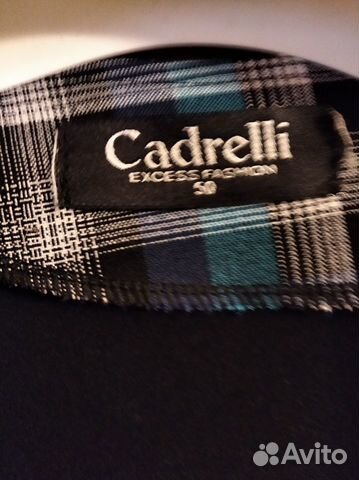 Cadrelli
EXCESS FASHION
50
Avito